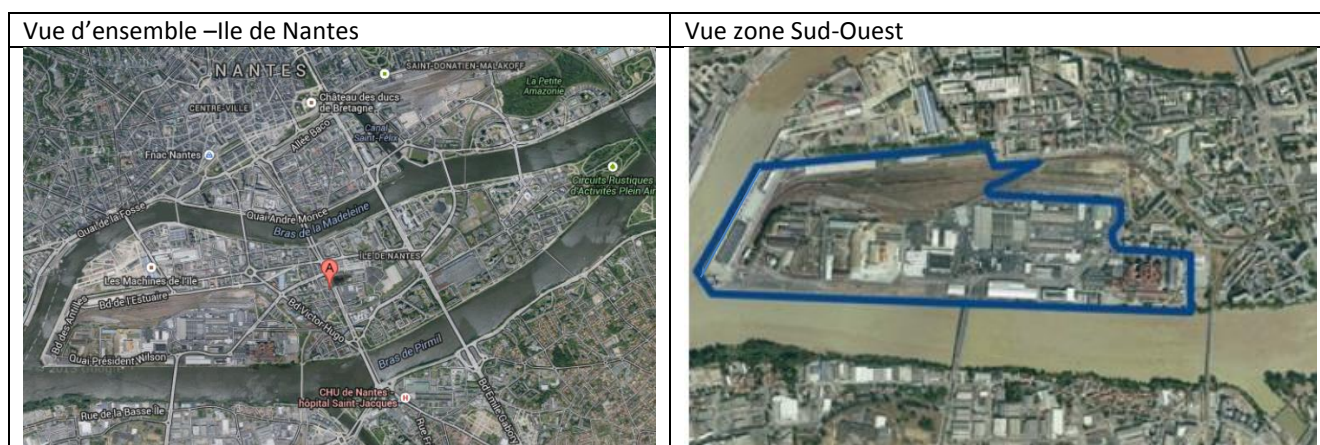 Vue d'ensemble –Ile de Nantes
Vue zone Sud-Ouest
NANTES
SAINT-DONATIEN-MALAKOFF
La Petite
Amazonie
Château des ducs
de Bretagne
CENTRE-VILLE
Allée Baco
Canal
Saint-Félix
Fnac Nantes
Circuits Rustiques
d'Activités Plein Air
Quai de la Fosse
Quai André Morice
Bras de la Madeleine
ÎLE DE NANTES
A
Les Machines de l'Ile
Bd de l'Estuaire
Bd des Antilles
Bd Victor Hugo
Quai Président Wilson
Bras de Pirmil
CHU de Nantes
hôpital Saint-Jacques
H
Bd Emile Gabory
Rue de la Basse Île